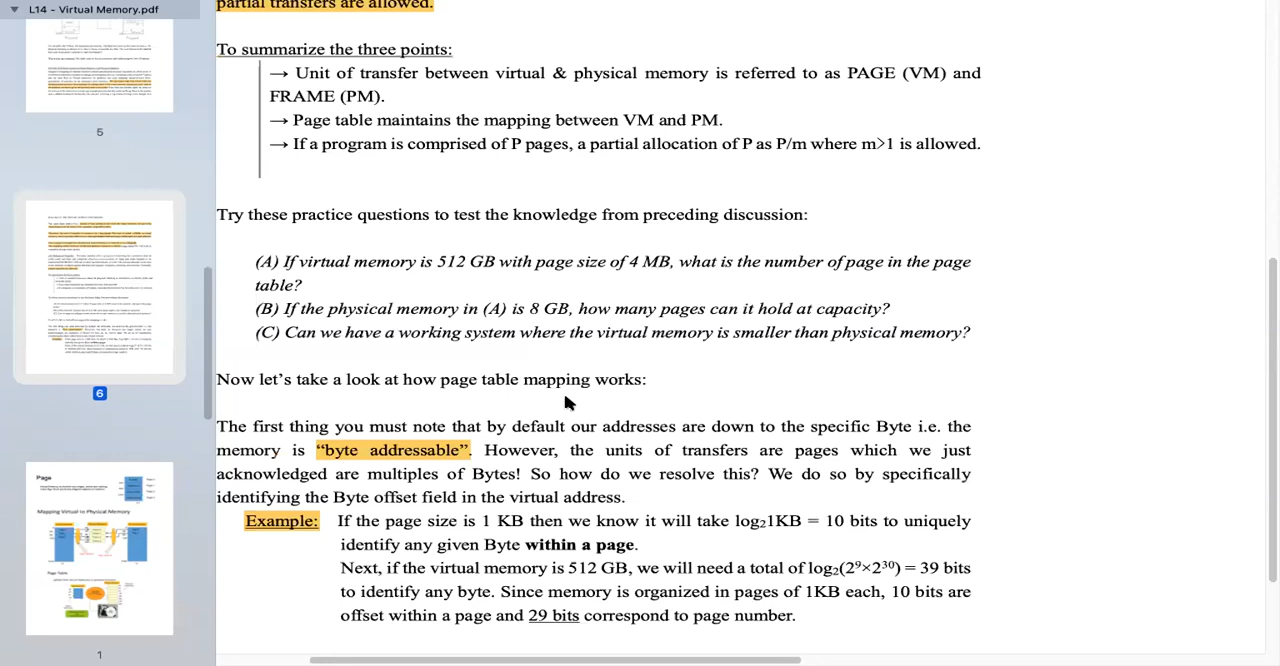 L14 - Virtual Memory.pdf
5
6
Page
Mapping Virtual to Physical Memory
Page Table
1
partial transfers are allowed.
To summarize the three points:
→ Unit of transfer between virtual & physical memory is referred to as PAGE (VM) and
FRAME (PM).
→ Page table maintains the mapping between VM and PM.
→ If a program is comprised of P pages, a partial allocation of P as P/m where m>1 is allowed.
Try these practice questions to test the knowledge from preceding discussion:
(A) If virtual memory is 512 GB with page size of 4 MB, what is the number of page in the page
table?
(B) If the physical memory in (A) is 8 GB, how many pages can it host at capacity?
(C) Can we have a working system where the virtual memory is smaller than physical memory?
Now let's take a look at how page table mapping works:
The first thing you must note that by default our addresses are down to the specific Byte i.e. the
memory is “byte addressable”. However, the units of transfers are pages which we just
acknowledged are multiples of Bytes! So how do we resolve this? We do so by specifically
identifying the Byte offset field in the virtual address.
Example: If the page size is 1 KB then we know it will take log₂1KB = 10 bits to uniquely
identify any given Byte within a page.
Next, if the virtual memory is 512 GB, we will need a total of log₂(2⁹×2³⁰) = 39 bits
to identify any byte. Since memory is organized in pages of 1KB each, 10 bits are
offset within a page and 29 bits correspond to page number.